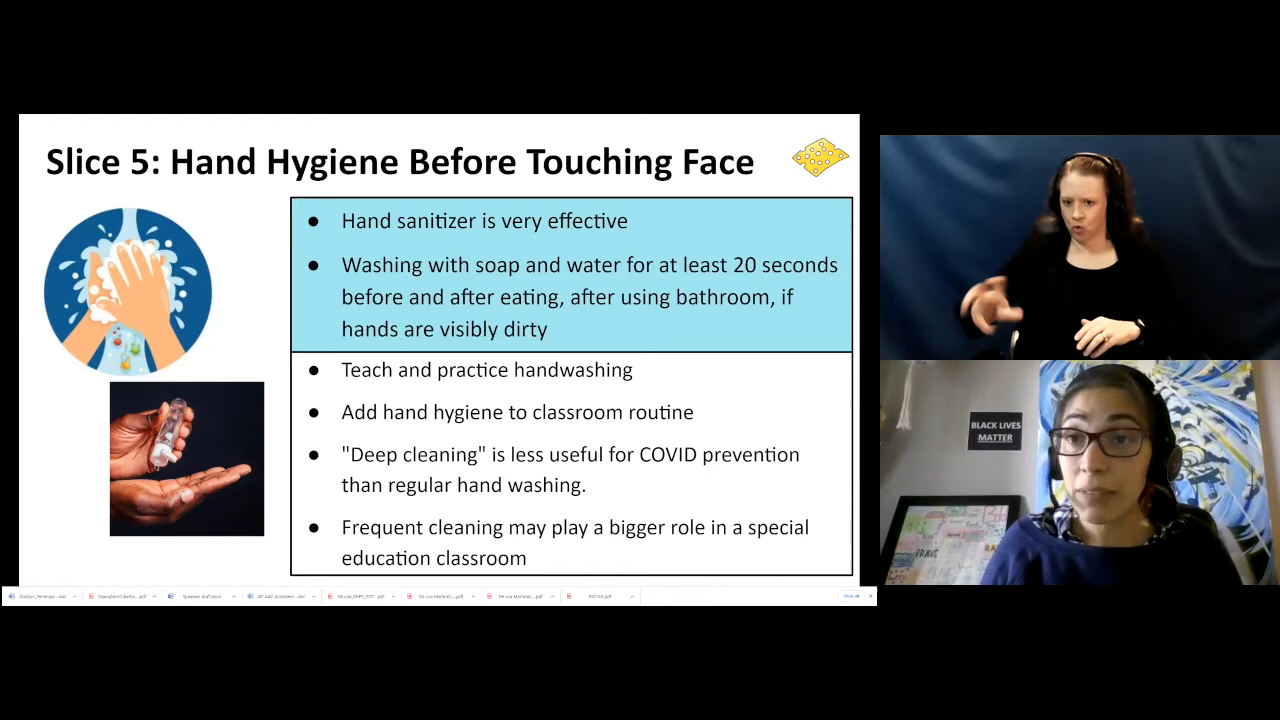 Slice 5: Hand Hygiene Before Touching Face
● Hand sanitizer is very effective
● Washing with soap and water for at least 20 seconds
before and after eating, after using bathroom, if
hands are visibly dirty
● Teach and practice handwashing
● Add hand hygiene to classroom routine
● "Deep cleaning" is less useful for COVID prevention
than regular hand washing.
● Frequent cleaning may play a bigger role in a special
education classroom
BLACK LIVES
MATTER
BRAVE
Show all